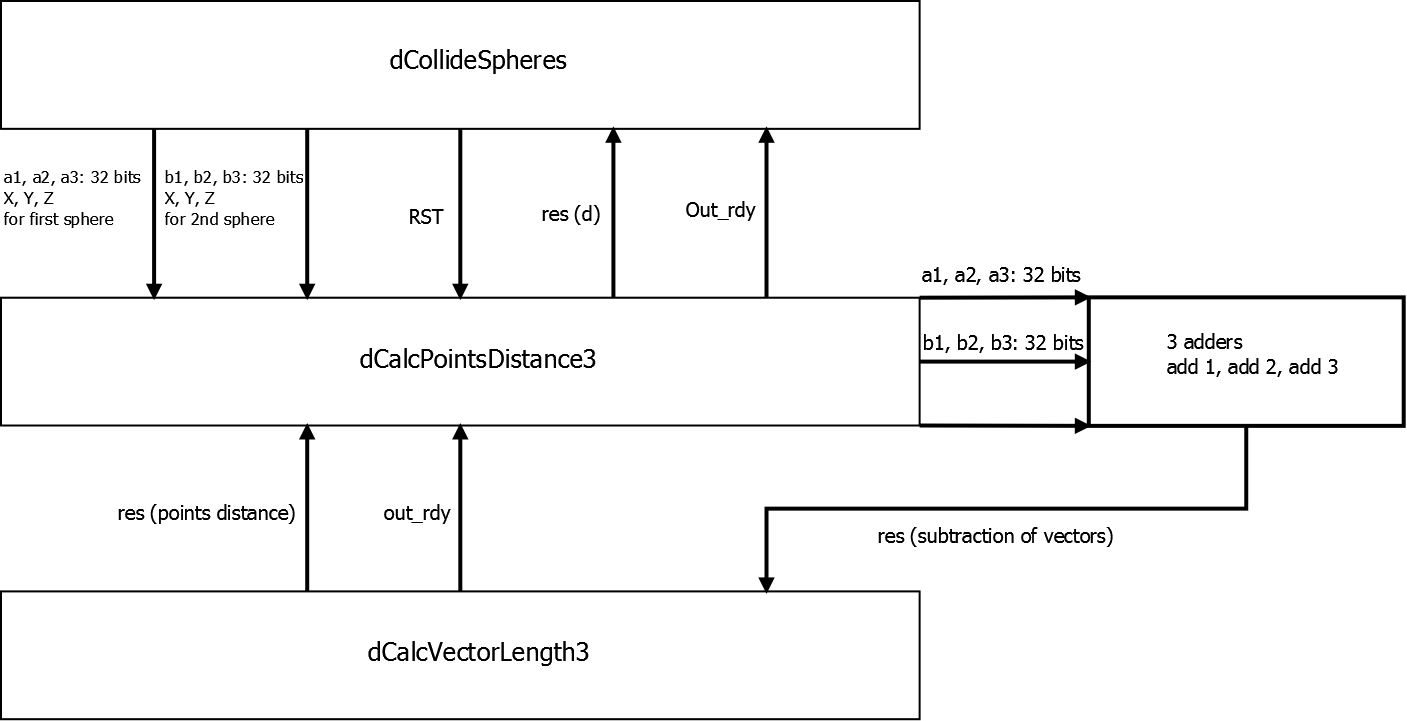 dCollideSpheres
a1, a2, a3: 32 bits
X, Y, Z
for first sphere
b1, b2, b3: 32 bits
X, Y, Z
for 2nd sphere
RST
res (d)
Out_rdy
a1, a2, a3: 32 bits
dCalcPointsDistance3
b1, b2, b3: 32 bits
3 adders
add 1, add 2, add 3
res (points distance)
out_rdy
res (subtraction of vectors)
dCalcVectorLength3